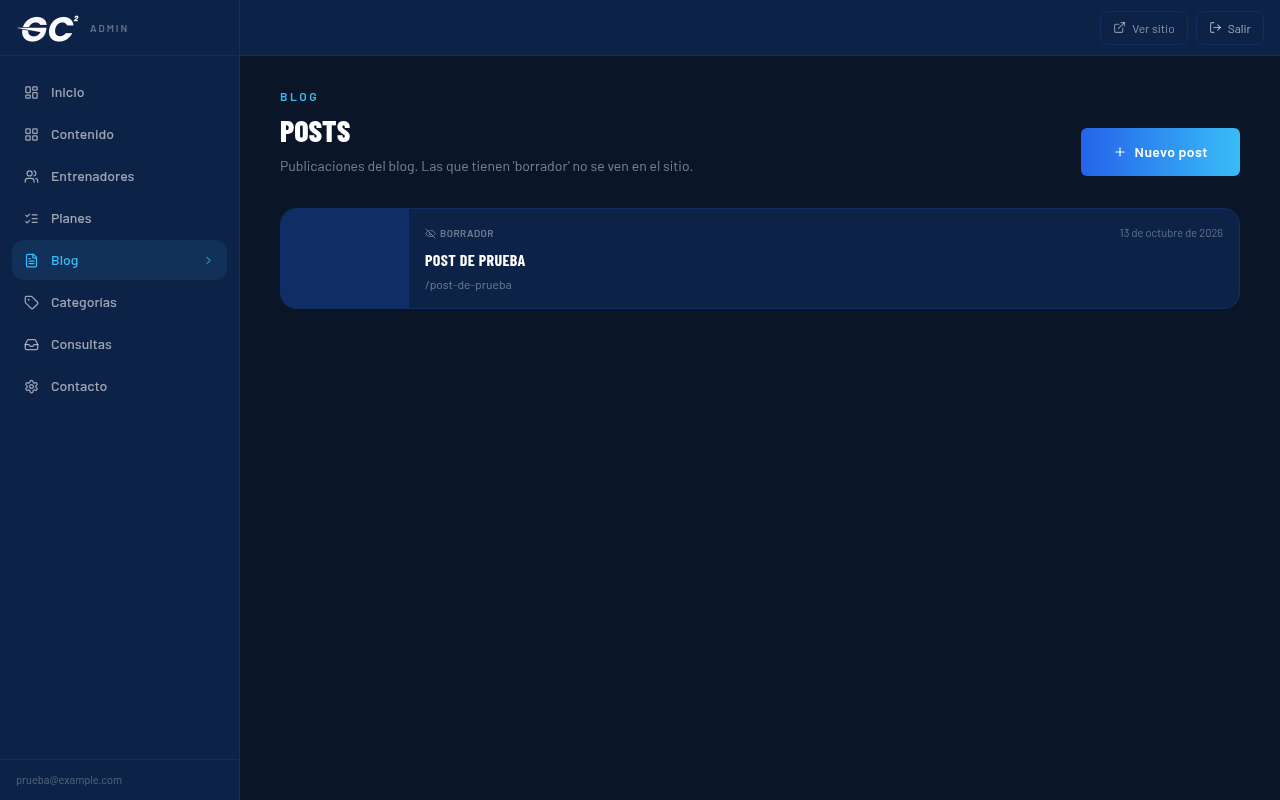 GC² ADMIN
Ver sitio
Salir
Inicio
Contenido
Entrenadores
Planes
Blog
Categorías
Consultas
Contacto
prueba@example.com
BLOG
POSTS
Publicaciones del blog. Las que tienen 'borrador' no se ven en el sitio.
Nuevo post
BORRADOR
13 de octubre de 2026
POST DE PRUEBA
/post-de-prueba